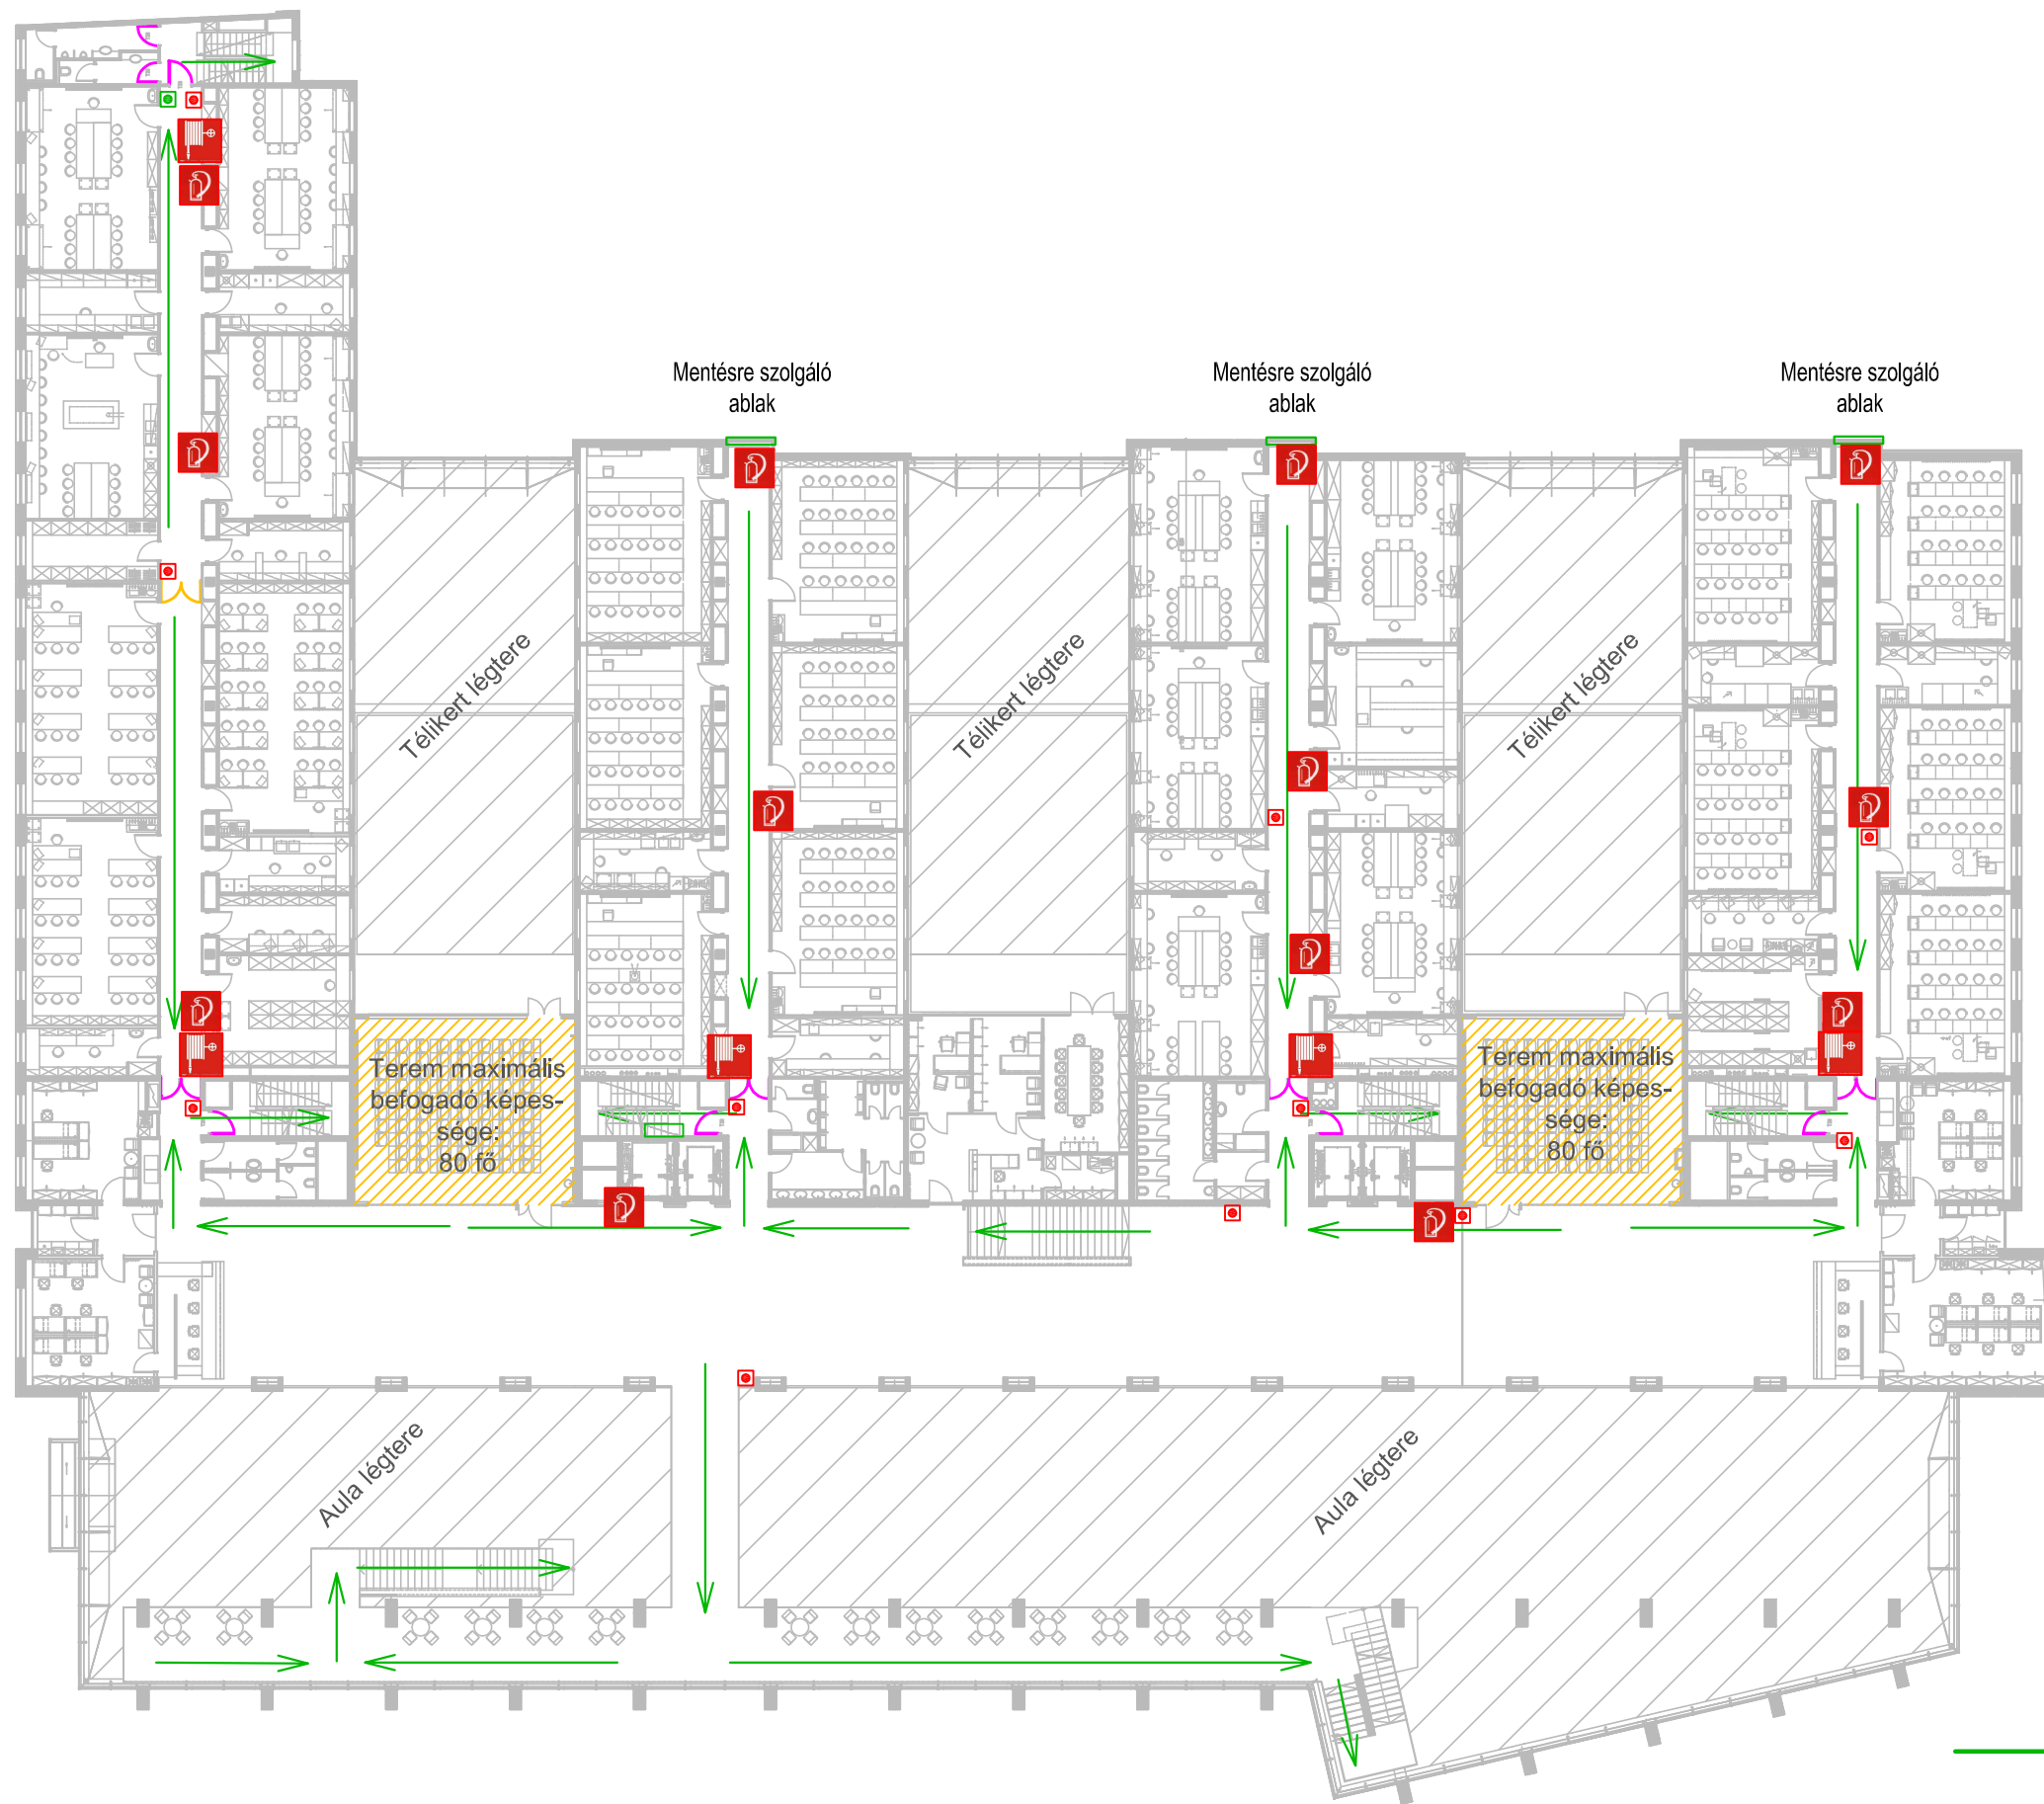 Mentésre szolgáló
ablak
Mentésre szolgáló
ablak
Mentésre szolgáló
ablak
Télikert légtere
Télikert légtere
Télikert légtere
Terem maximális
befogadó képes-
sége:
80 fő
Terem maximális
befogadó képes-
sége:
80 fő
Aula légtere
Aula légtere